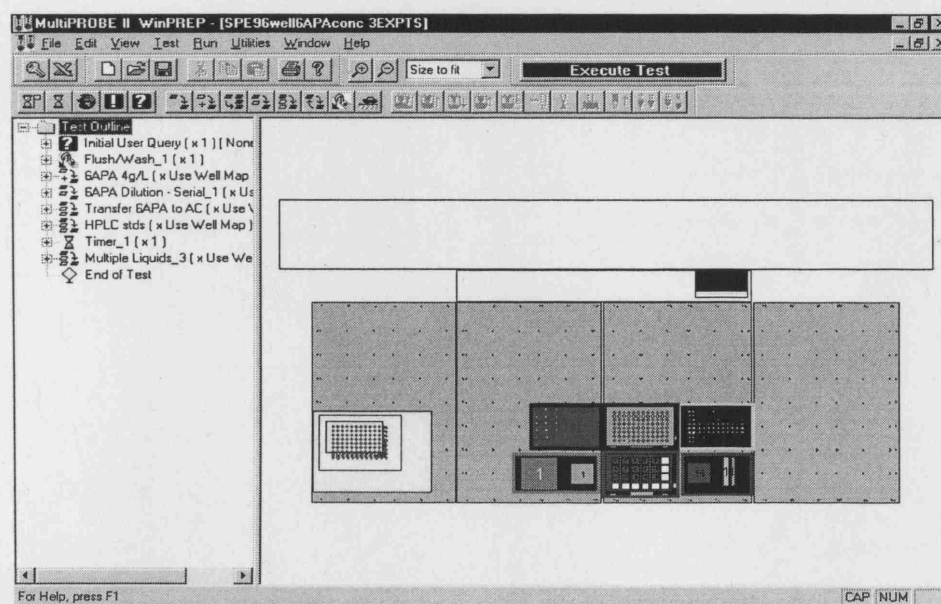 MultiPROBE II WinPREP - [SPE96well6APAconc 3EXPTS]
File Edit View Test Run Utilities Window Help
Size to fit
Execute Test
Test Outline
Initial User Query ( x 1 ) [ None
Flush/Wash_1 ( x 1 )
6APA 4g/L ( x Use Well Map
6APA Dilution - Serial_1 ( x Us
Transfer 6APA to AC ( x Use \
HPLC stds ( x Use Well Map )
Timer_1 ( x 1 )
Multiple Liquids_3 ( x Use We
End of Test
1
1
For Help, press F1
CAP NUM